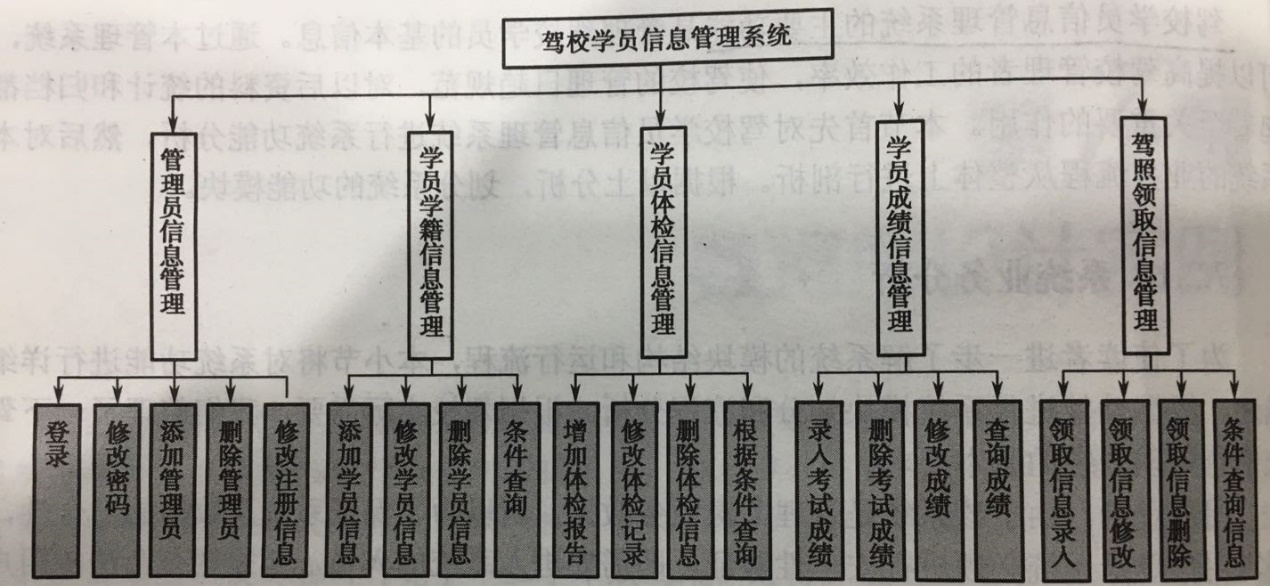 驾校学员信息管理系统
管理员信息管理
学员学籍信息管理
学员体检信息管理
学员成绩信息管理
驾照领取信息管理
登录
修改密码
添加管理员
删除管理员
修改注册信息
添加学员信息
修改学员信息
删除学员信息
条件查询
增加体检报告
修改体检记录
删除体检信息
根据条件查询
录入考试成绩
删除考试成绩
修改成绩
查询成绩
领取信息录入
领取信息修改
领取信息删除
条件查询信息